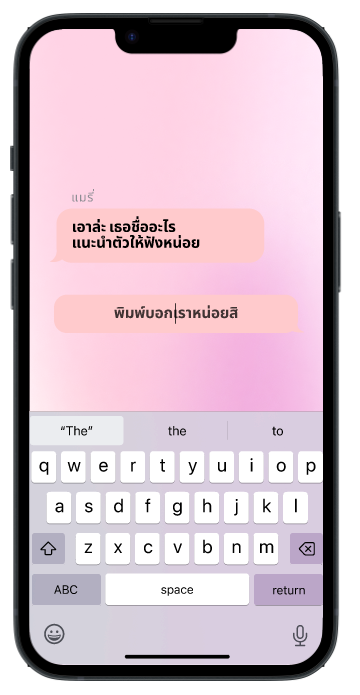 แมรี่
เอาล่ะ เธอชื่ออะไร
แนะนำตัวให้ฟังหน่อย
พิมพ์บอกเราหน่อยสิ
“The” the to
q w e r t y u i o p
a s d f g h j k l
z x c v b n m
ABC space return